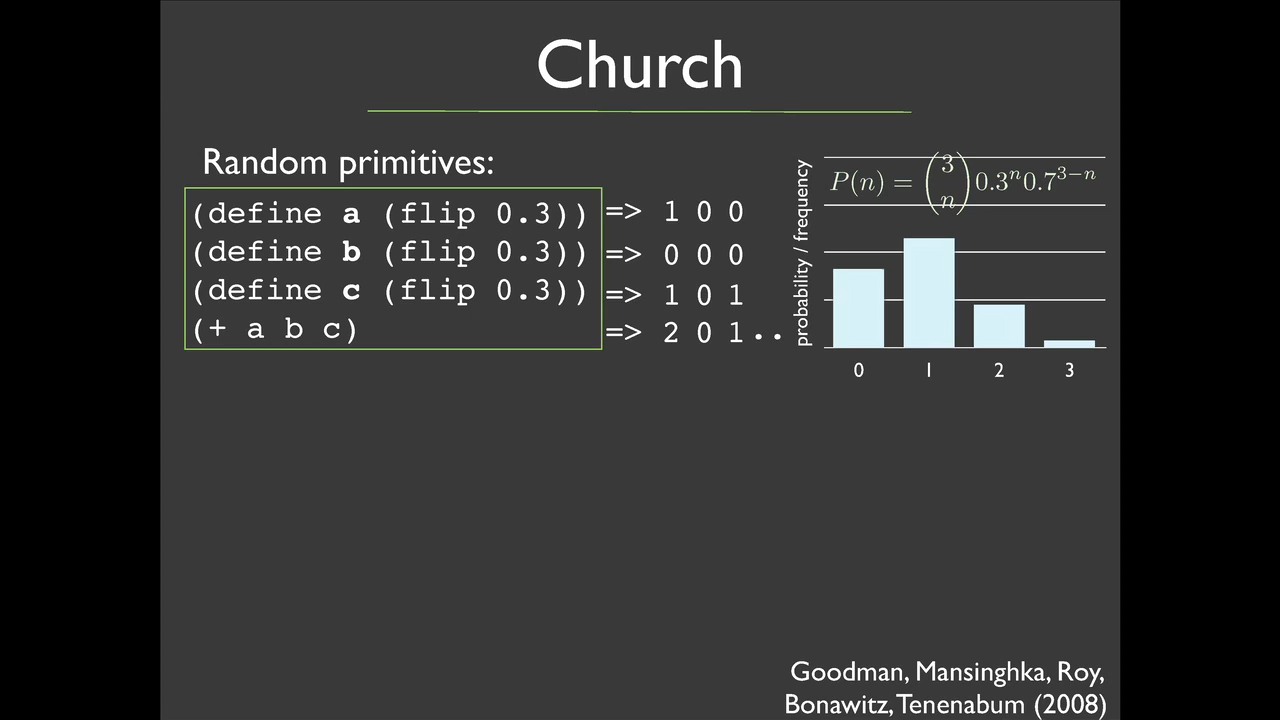 Church
Random primitives:
(define a (flip 0.3)) => 1 0 0
(define b (flip 0.3)) => 0 0 0
(define c (flip 0.3)) => 1 0 1
(+ a b c) => 2 0 1..
probability / frequency
P(n) = (3 n) 0.3^n 0.7^{3−n}
0 1 2 3
Goodman, Mansinghka, Roy,
Bonawitz, Tenenabum (2008)